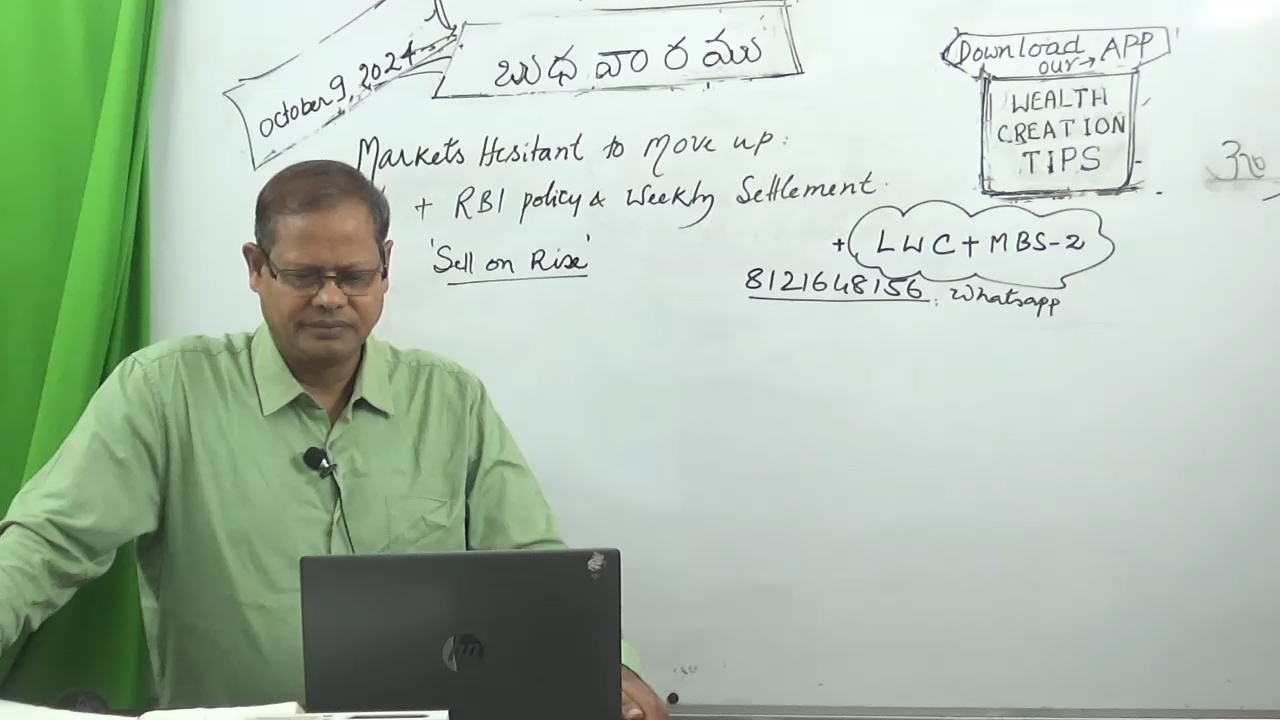 October 9, 2024
బుధ వారము
Download
our → APP
WEALTH
CREATION
TIPS
Markets Hesitant to Move up:
+ RBI policy & Weekly Settlement.
'Sell on Rise'
+ LWC + MBS-2
8121648156: Whatsapp
hp